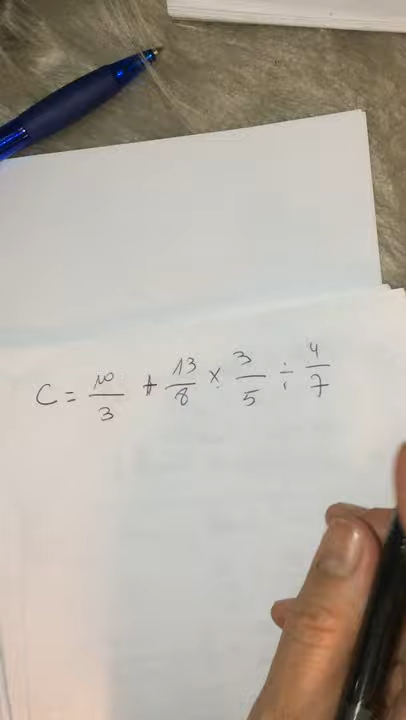 C = 10/3 + 13/8 × 3/5 ÷ 4/7